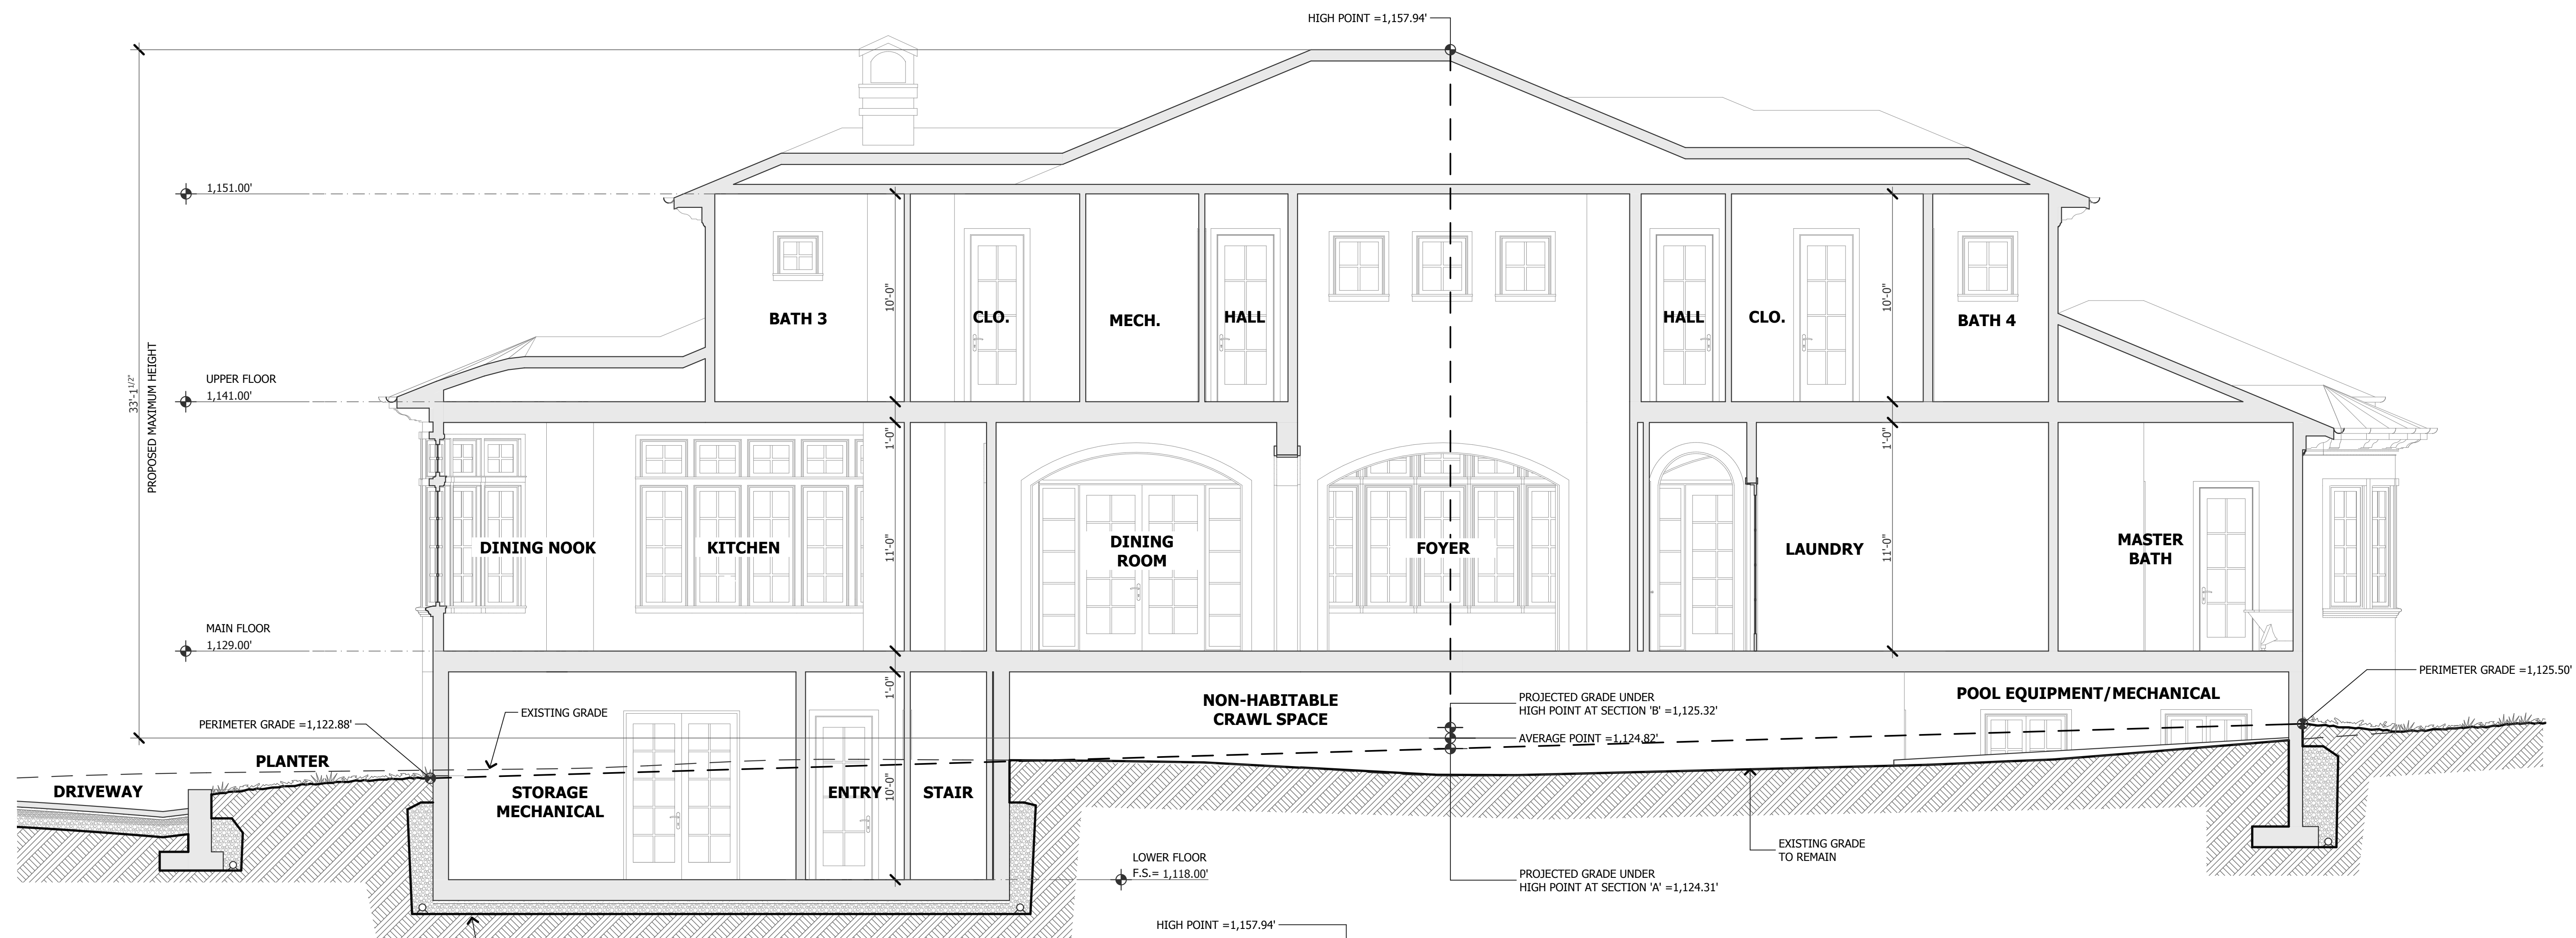 HIGH POINT =1,157.94'
1,151.00'
10'-0"
10'-0"
BATH 3
CLO.
MECH.
HALL
HALL
CLO.
BATH 4
33'-1 1/2"
PROPOSED MAXIMUM HEIGHT
UPPER FLOOR
1,141.00'
1'-0"
1'-0"
DINING NOOK
KITCHEN
11'-0"
DINING
ROOM
FOYER
LAUNDRY
11'-0"
MASTER
BATH
MAIN FLOOR
1,129.00'
PERIMETER GRADE =1,125.50'
1'-0"
NON-HABITABLE
CRAWL SPACE
PROJECTED GRADE UNDER
HIGH POINT AT SECTION 'B' =1,125.32'
POOL EQUIPMENT/MECHANICAL
EXISTING GRADE
PERIMETER GRADE =1,122.88'
AVERAGE POINT =1,124.82'
PLANTER
DRIVEWAY
STORAGE
MECHANICAL
ENTRY
10'-0"
STAIR
EXISTING GRADE
TO REMAIN
LOWER FLOOR
F.S.= 1,118.00'
PROJECTED GRADE UNDER
HIGH POINT AT SECTION 'A' =1,124.31'
HIGH POINT =1,157.94'